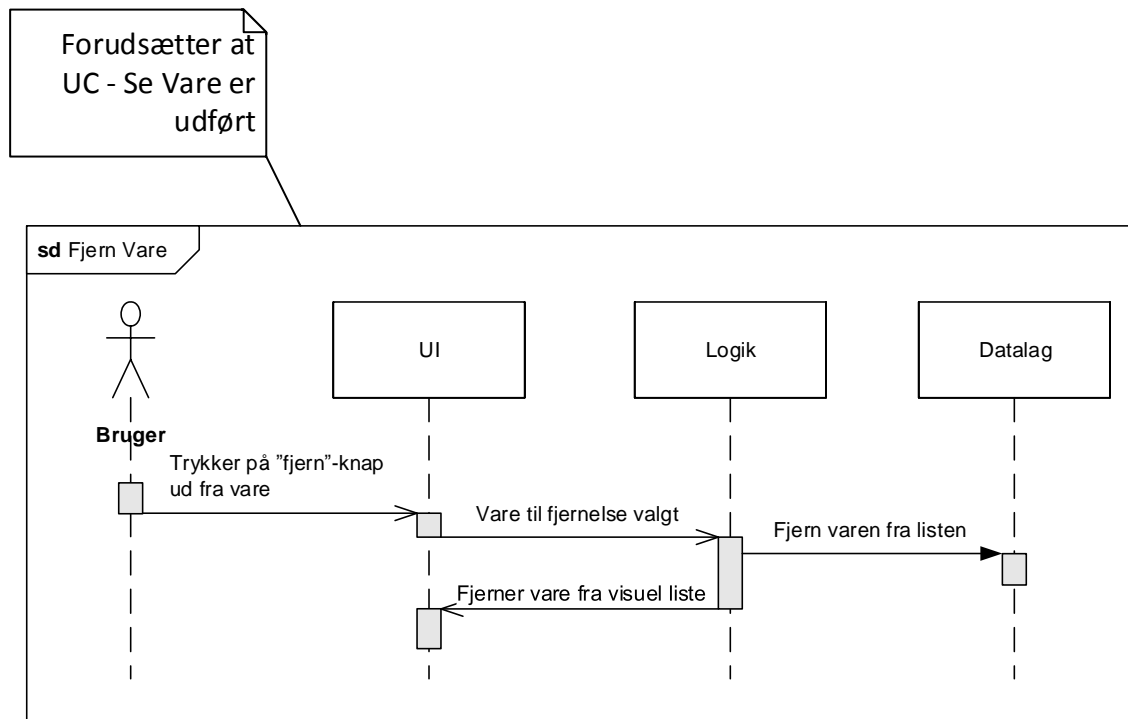 Forudsætter at
UC - Se Vare er
udført
sd Fjern Vare
UI
Logik
Datalag
Bruger
Trykker på ”fjern”-knap
ud fra vare
Vare til fjernelse valgt
Fjern varen fra listen
Fjerner vare fra visuel liste